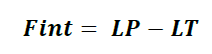 Fint = LP − LT